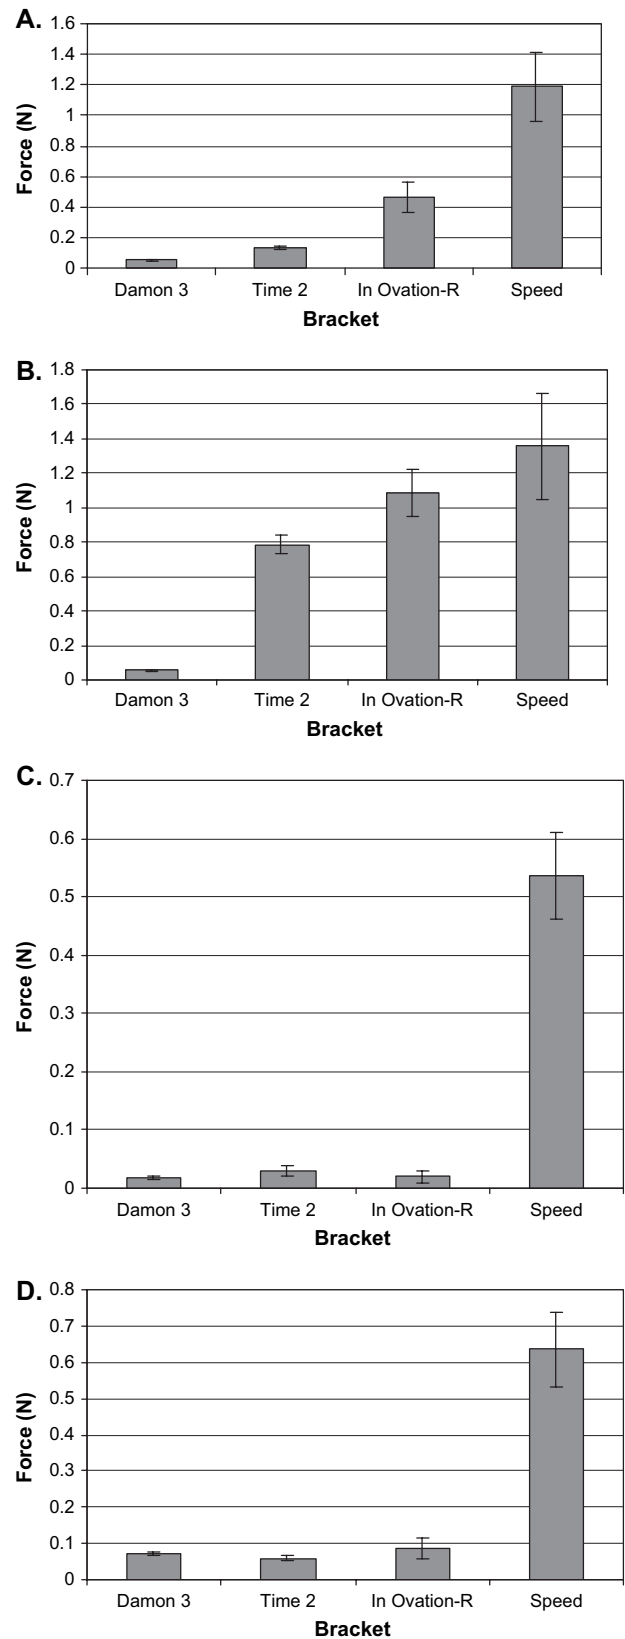 A.
1.6
1.4
1.2
1
0.8
0.6
0.4
0.2
0
Force (N)
Damon 3 Time 2 In Ovation-R Speed
Bracket
B.
1.8
1.6
1.4
1.2
1
0.8
0.6
0.4
0.2
0
Force (N)
Damon 3 Time 2 In Ovation-R Speed
Bracket
C.
0.7
0.6
0.5
0.4
0.3
0.2
0.1
0
Force (N)
Damon 3 Time 2 In Ovation-R Speed
Bracket
D.
0.8
0.7
0.6
0.5
0.4
0.3
0.2
0.1
0
Force (N)
Damon 3 Time 2 In Ovation-R Speed
Bracket